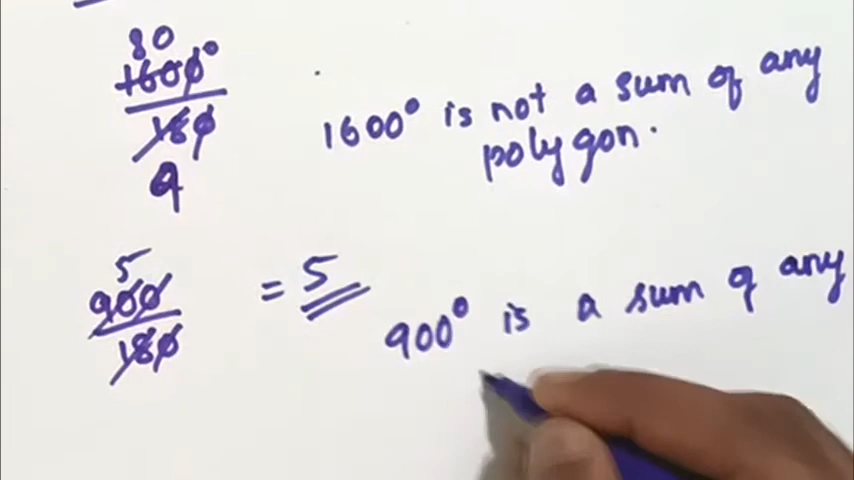 80
1600°
180
9
1600° is not a sum of any
polygon.
5
900
180
= 5
900° is a sum of any